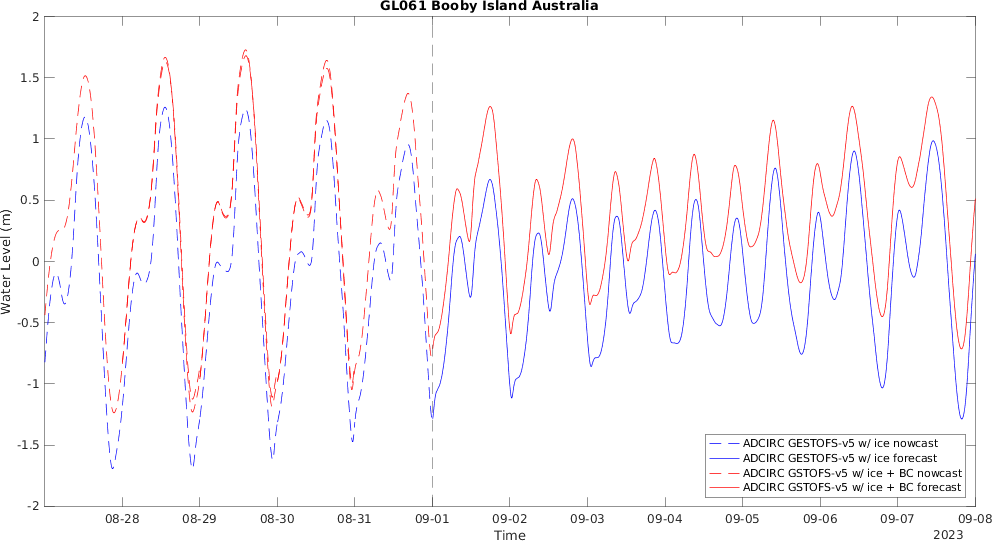 GL061 Booby Island Australia
2
1.5
1
0.5
0
-0.5
-1
-1.5
-2
Water Level (m)
ADCIRC GESTOFS-v5 w/ ice nowcast
ADCIRC GESTOFS-v5 w/ ice forecast
ADCIRC GSTOFS-v5 w/ ice + BC nowcast
ADCIRC GSTOFS-v5 w/ ice + BC forecast
08-28 08-29 08-30 08-31 09-01 09-02 09-03 09-04 09-05 09-06 09-07 09-08
Time
2023